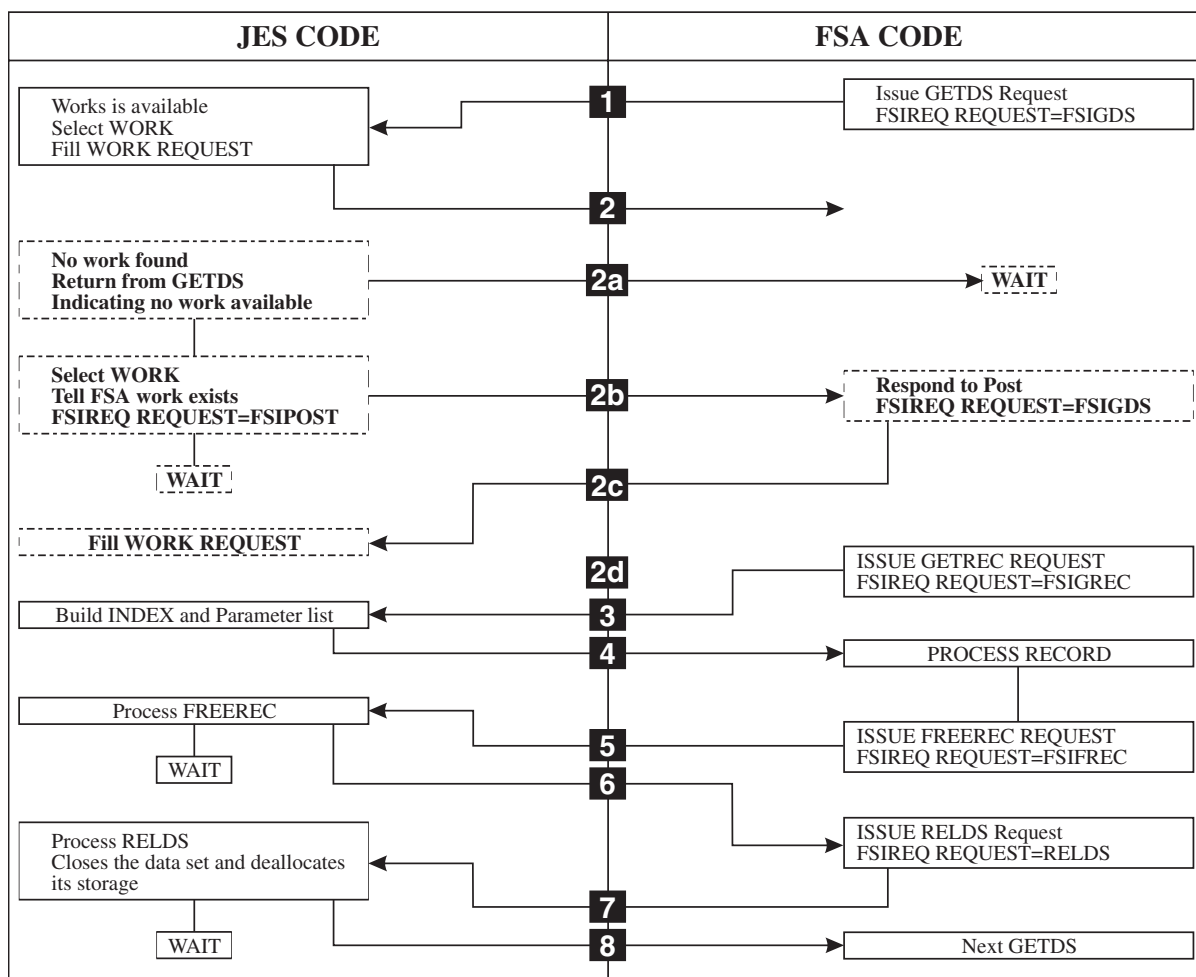 JES CODE
FSA CODE
Works is available
Select WORK
Fill WORK REQUEST
1
Issue GETDS Request
FSIREQ REQUEST=FSIGDS
2
No work found
Return from GETDS
Indicating no work available
2a
WAIT
Select WORK
Tell FSA work exists
FSIREQ REQUEST=FSIPOST
2b
Respond to Post
FSIREQ REQUEST=FSIGDS
WAIT
2c
Fill WORK REQUEST
2d
ISSUE GETREC REQUEST
FSIREQ REQUEST=FSIGREC
Build INDEX and Parameter list
3
4
PROCESS RECORD
Process FREEREC
5
ISSUE FREEREC REQUEST
FSIREQ REQUEST=FSIFREC
WAIT
6
Process RELDS
Closes the data set and deallocates
its storage
ISSUE RELDS Request
FSIREQ REQUEST=RELDS
7
WAIT
8
Next GETDS